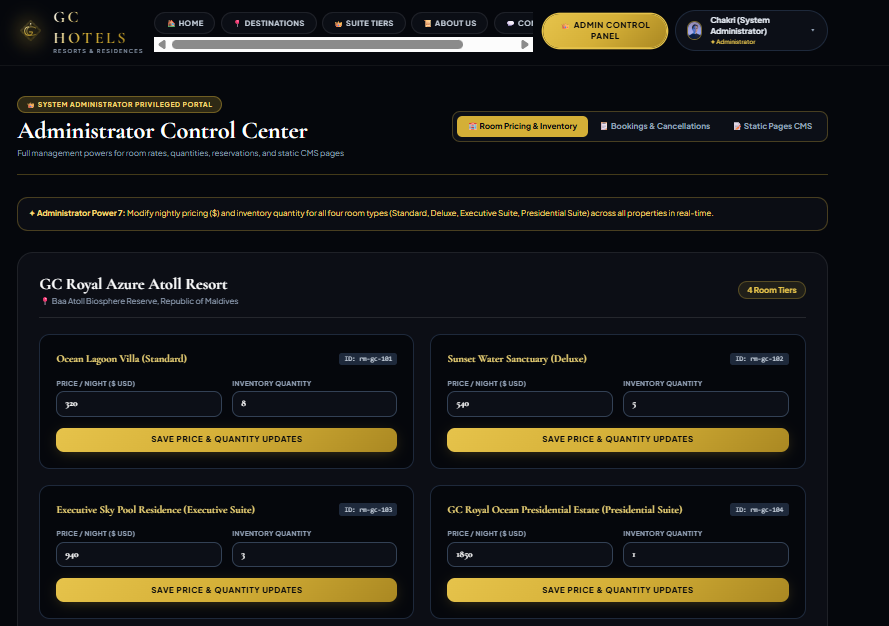 GC
HOTELS
RESORTS & RESIDENCES
HOME
DESTINATIONS
SUITE TIERS
ABOUT US
ADMIN CONTROL
PANEL
Chakri (System
Administrator)
✦ Administrator
SYSTEM ADMINISTRATOR PRIVILEGED PORTAL
Administrator Control Center
Full management powers for room rates, quantities, reservations, and static CMS pages
Room Pricing & Inventory
Bookings & Cancellations
Static Pages CMS
✦ Administrator Power 7: Modify nightly pricing ($) and inventory quantity for all four room types (Standard, Deluxe, Executive Suite, Presidential Suite) across all properties in real-time.
GC Royal Azure Atoll Resort
Baa Atoll Biosphere Reserve, Republic of Maldives
4 Room Tiers
Ocean Lagoon Villa (Standard)
ID: rm-gc-101
PRICE / NIGHT ($ USD)
INVENTORY QUANTITY
320
8
SAVE PRICE & QUANTITY UPDATES
Sunset Water Sanctuary (Deluxe)
ID: rm-gc-102
PRICE / NIGHT ($ USD)
INVENTORY QUANTITY
540
5
SAVE PRICE & QUANTITY UPDATES
Executive Sky Pool Residence (Executive Suite)
ID: rm-gc-103
PRICE / NIGHT ($ USD)
INVENTORY QUANTITY
940
3
SAVE PRICE & QUANTITY UPDATES
GC Royal Ocean Presidential Estate (Presidential Suite)
ID: rm-gc-104
PRICE / NIGHT ($ USD)
INVENTORY QUANTITY
1850
1
SAVE PRICE & QUANTITY UPDATES